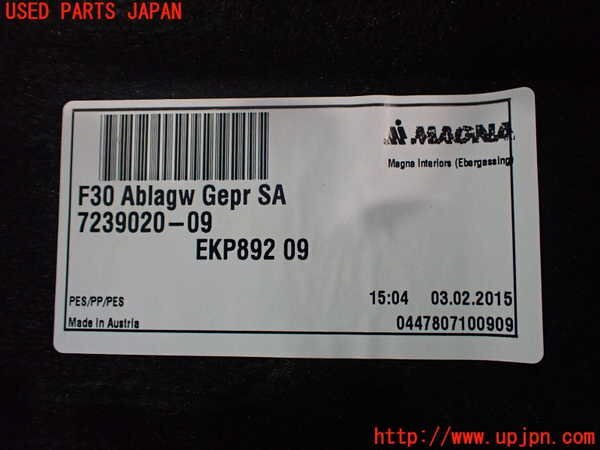 USED PARTS JAPAN
MAGNA
Magna Interiors (Ebergassing)
F30 Ablagw Gepr SA
7239020-09
EKP892 09
PES/PP/PES
15:04 03.02.2015
Made in Austria
0447807100909
http://www.upjpn.com/